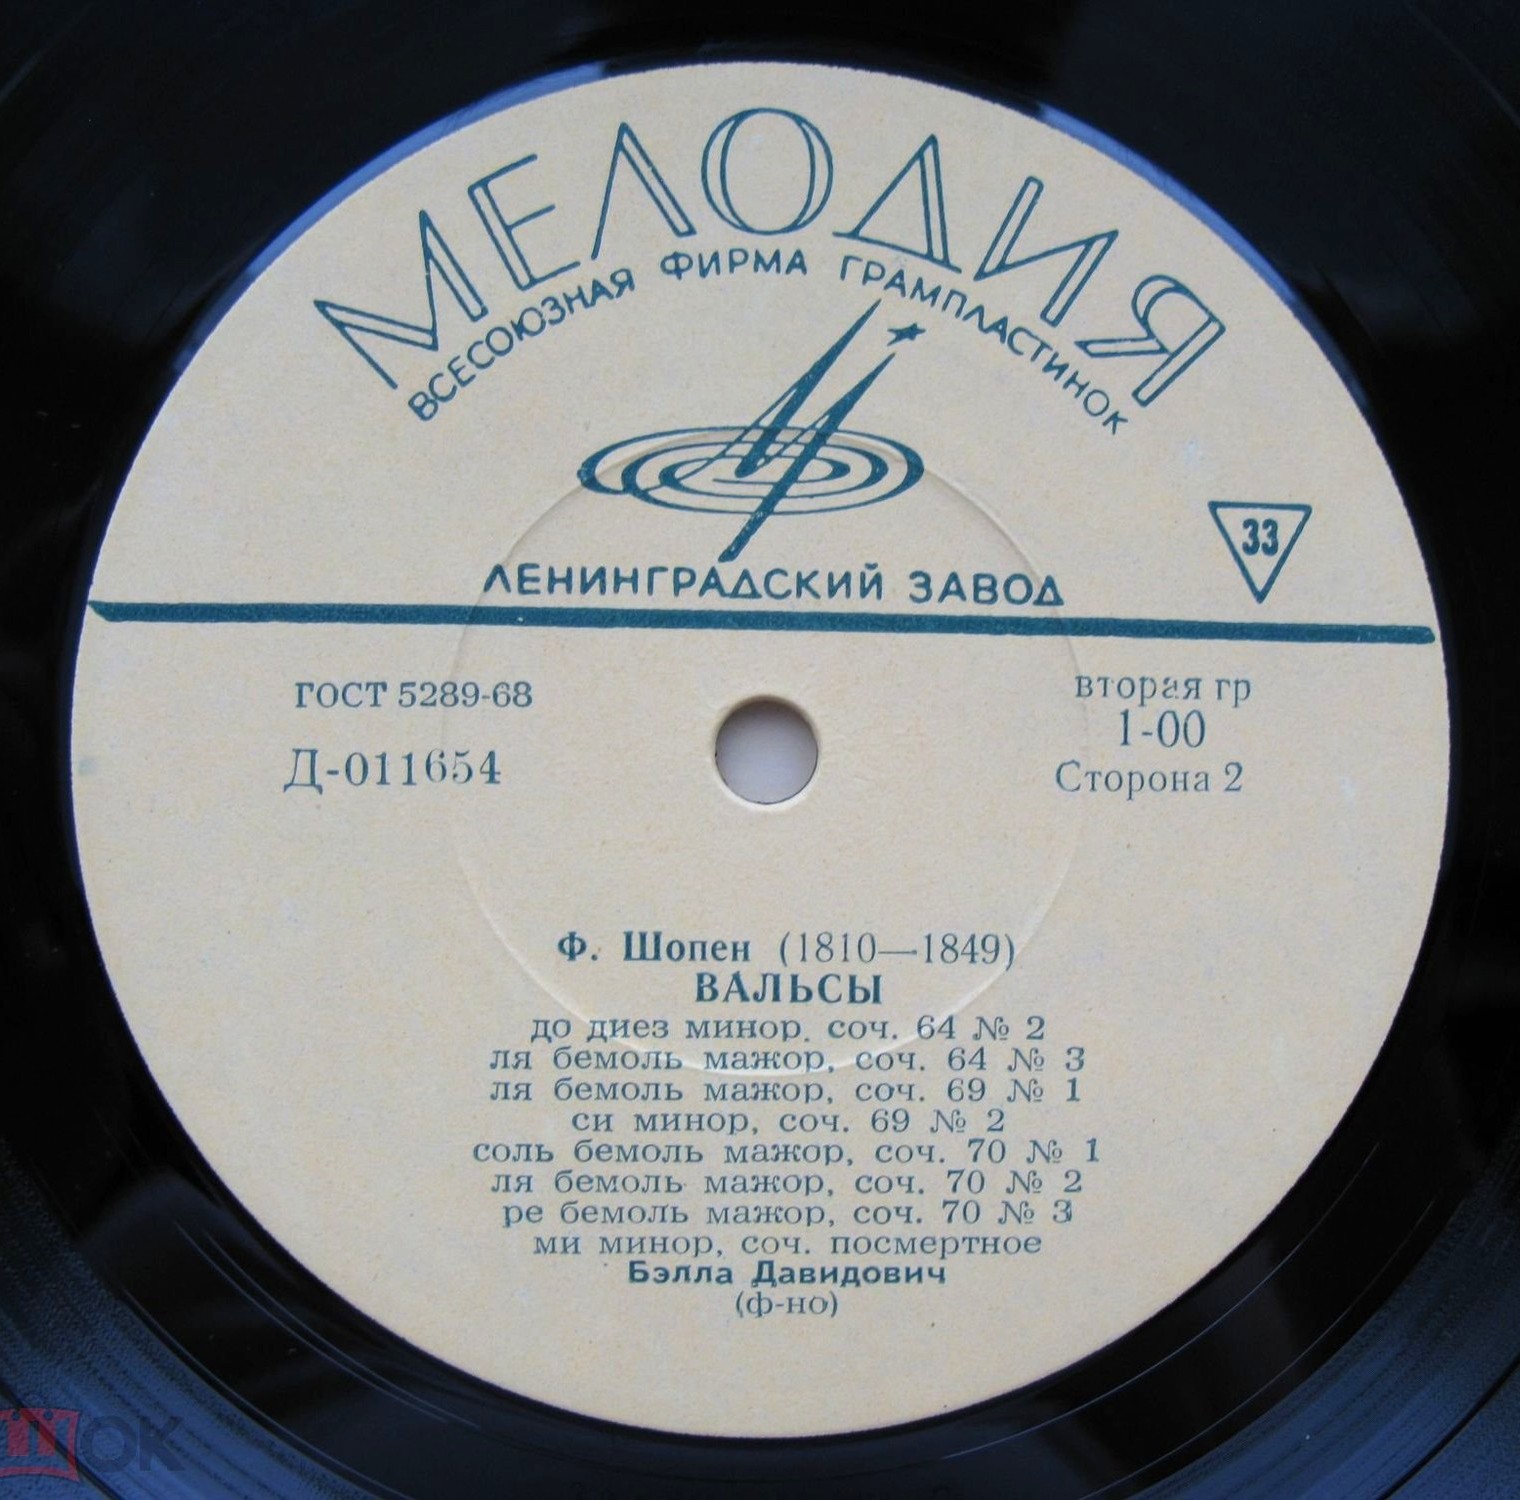 МЕЛОДИЯ
ВСЕСОЮЗНАЯ ФИРМА ГРАМПЛАСТИНОК
33
ЛЕНИНГРАДСКИЙ ЗАВОД
ГОСТ 5289-68
вторая гр
Д-011654
1-00
Сторона 2
Ф. Шопен (1810—1849)
ВАЛЬСЫ
до диез минор. соч. 64 № 2
ля бемоль мажор, соч. 64 № 3
ля бемоль мажор, соч. 69 № 1
си минор, соч. 69 № 2
соль бемоль мажор, соч. 70 № 1
ля бемоль мажор, соч. 70 № 2
ре бемоль мажор, соч. 70 № 3
ми минор, соч. посмертное
Бэлла Давидович
(ф-но)